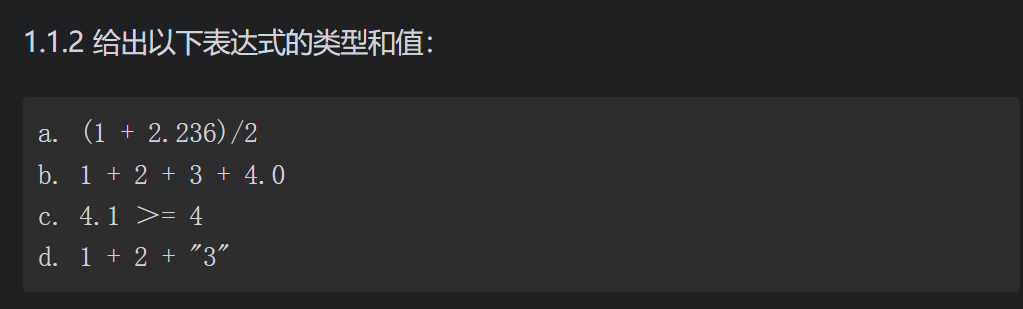 1.1.2 给出以下表达式的类型和值：
a. (1 + 2.236)/2
b. 1 + 2 + 3 + 4.0
c. 4.1 >= 4
d. 1 + 2 + "3"